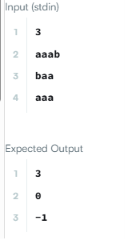 Input (stdin)
1 3
2 aaab
3 baa
4 aaa
Expected Output
1 3
2 0
3 -1